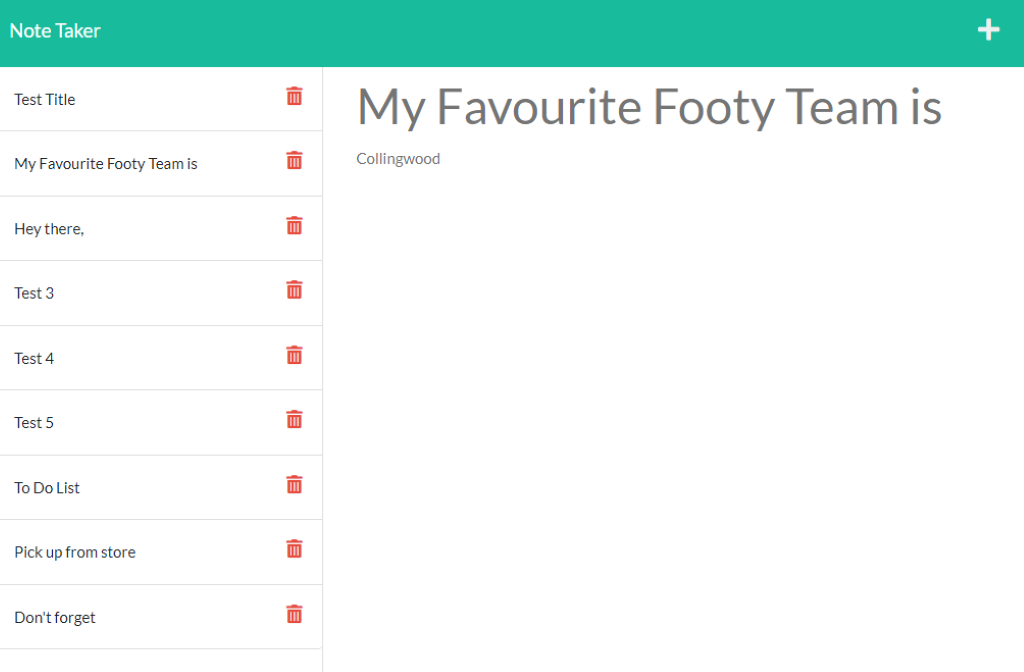 Note Taker
Test Title
My Favourite Footy Team is
Hey there,
Test 3
Test 4
Test 5
To Do List
Pick up from store
Don't forget
My Favourite Footy Team is
Collingwood